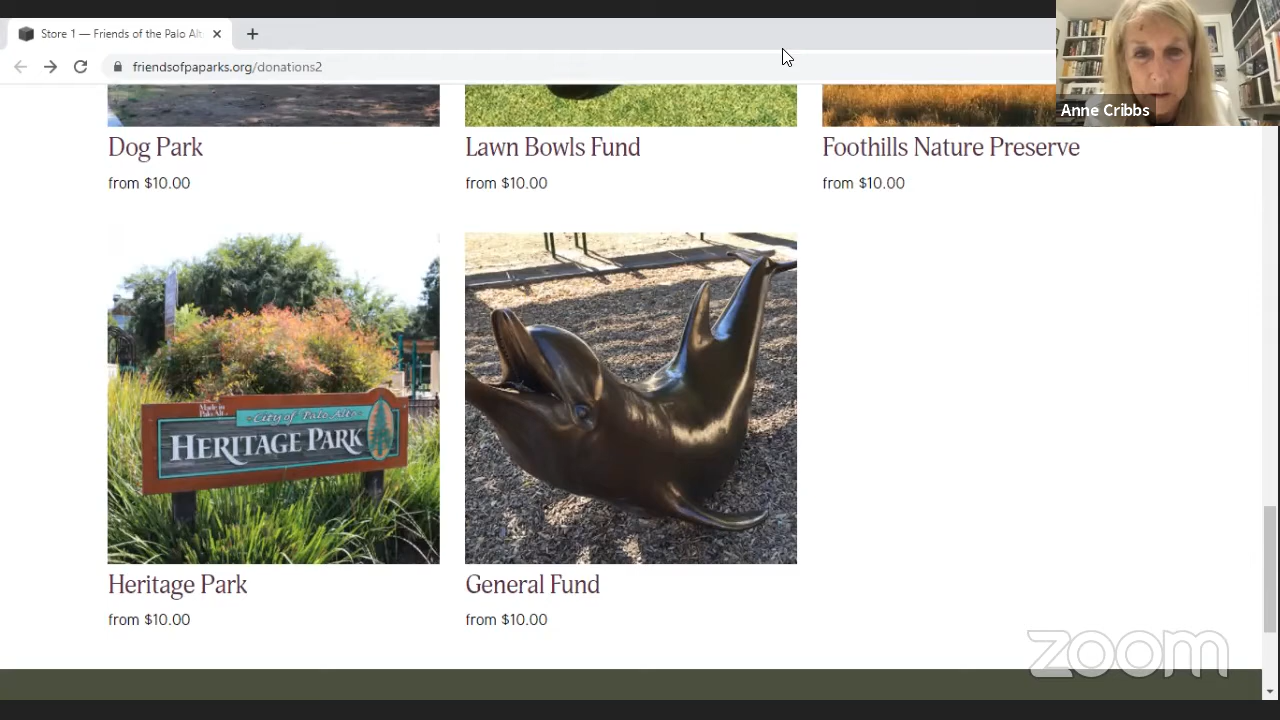 Store 1 — Friends of the Palo Alt
friendsofpaparks.org/donations2
Anne Cribbs
Dog Park
from $10.00
Lawn Bowls Fund
from $10.00
Foothills Nature Preserve
from $10.00
Made in
Palo Alto
City of Palo Alto
HERITAGE PARK
Heritage Park
from $10.00
General Fund
from $10.00
zoom